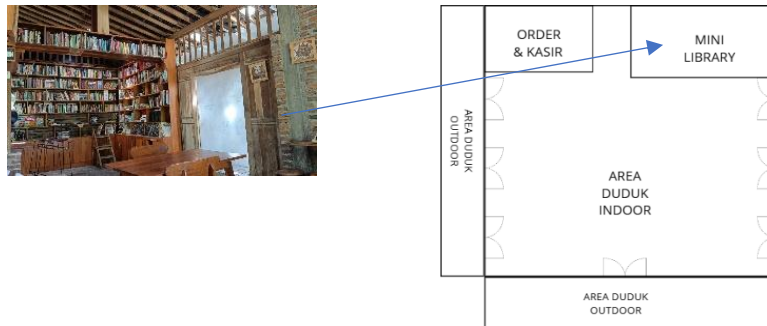 ORDER
& KASIR
MINI
LIBRARY
AREA DUDUK
OUTDOOR
AREA
DUDUK
INDOOR
AREA DUDUK
OUTDOOR